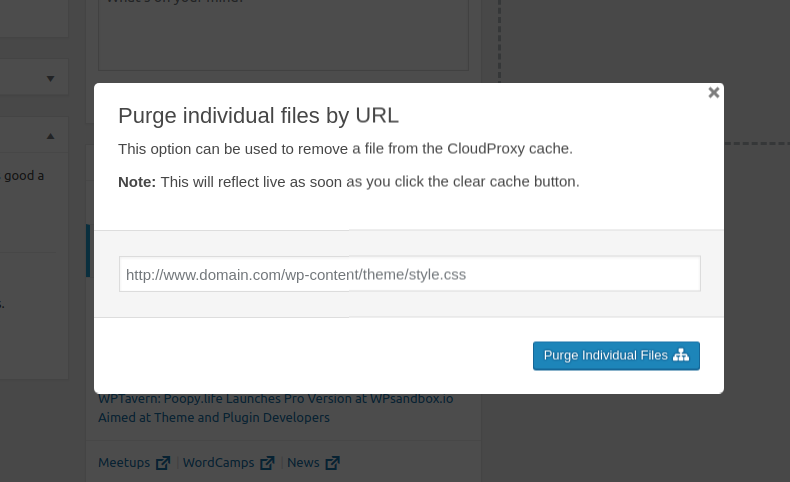 What's on your mind?
Purge individual files by URL
This option can be used to remove a file from the CloudProxy cache.
Note: This will reflect live as soon as you click the clear cache button.
good a
http://www.domain.com/wp-content/theme/style.css
s.
Purge Individual Files
WPTavern: Poopy.life Launches Pro Version at WPsandbox.io
Aimed at Theme and Plugin Developers
Meetups | WordCamps | News